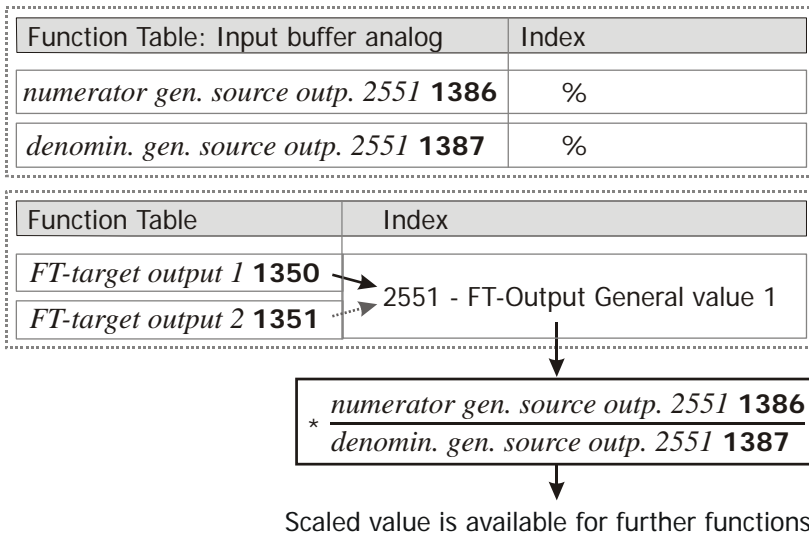 Function Table: Input buffer analog Index
numerator gen. source outp. 2551 1386 %
denomin. gen. source outp. 2551 1387 %
Function Table Index
FT-target output 1 1350
2551 - FT-Output General value 1
FT-target output 2 1351
numerator gen. source outp. 2551 1386
*
denomin. gen. source outp. 2551 1387
Scaled value is available for further functions